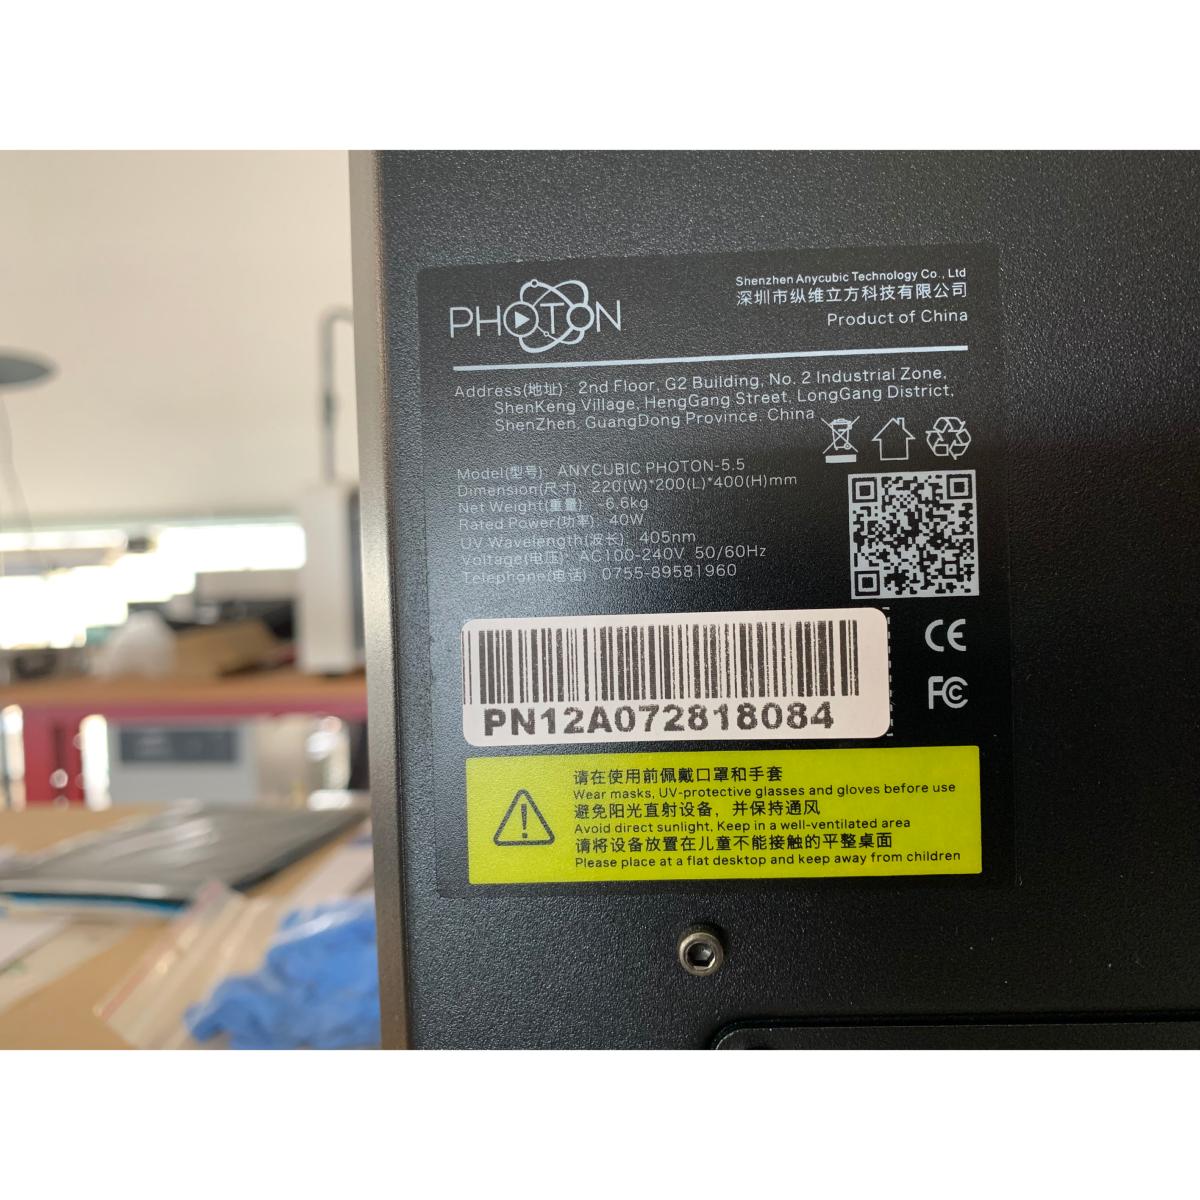 PHOTON
Shenzhen Anycubic Technology Co., Ltd
深圳市纵维立方科技有限公司
Product of China
Address(地址): 2nd Floor, G2 Building, No. 2 Industrial Zone,
ShenKeng Village, HengGang Street, LongGang District,
ShenZhen, GuangDong Province. China
Model(型号): ANYCUBIC PHOTON-5.5
Dimension(尺寸): 220(W)*200(L)*400(H)mm
Net Weight(重量): ~6.6kg
Rated Power(功率): 40W
UV Wavelength(波长): 405nm
Voltage(电压): AC100-240V 50/60Hz
Telephone(电话): 0755-89581960
CE
FC
PN12A072818084
请在使用前佩戴口罩和手套
Wear masks, UV-protective glasses and gloves before use
避免阳光直射设备，并保持通风
Avoid direct sunlight, Keep in a well-ventilated area
请将设备放置在儿童不能接触的平整桌面
Please place at a flat desktop and keep away from children